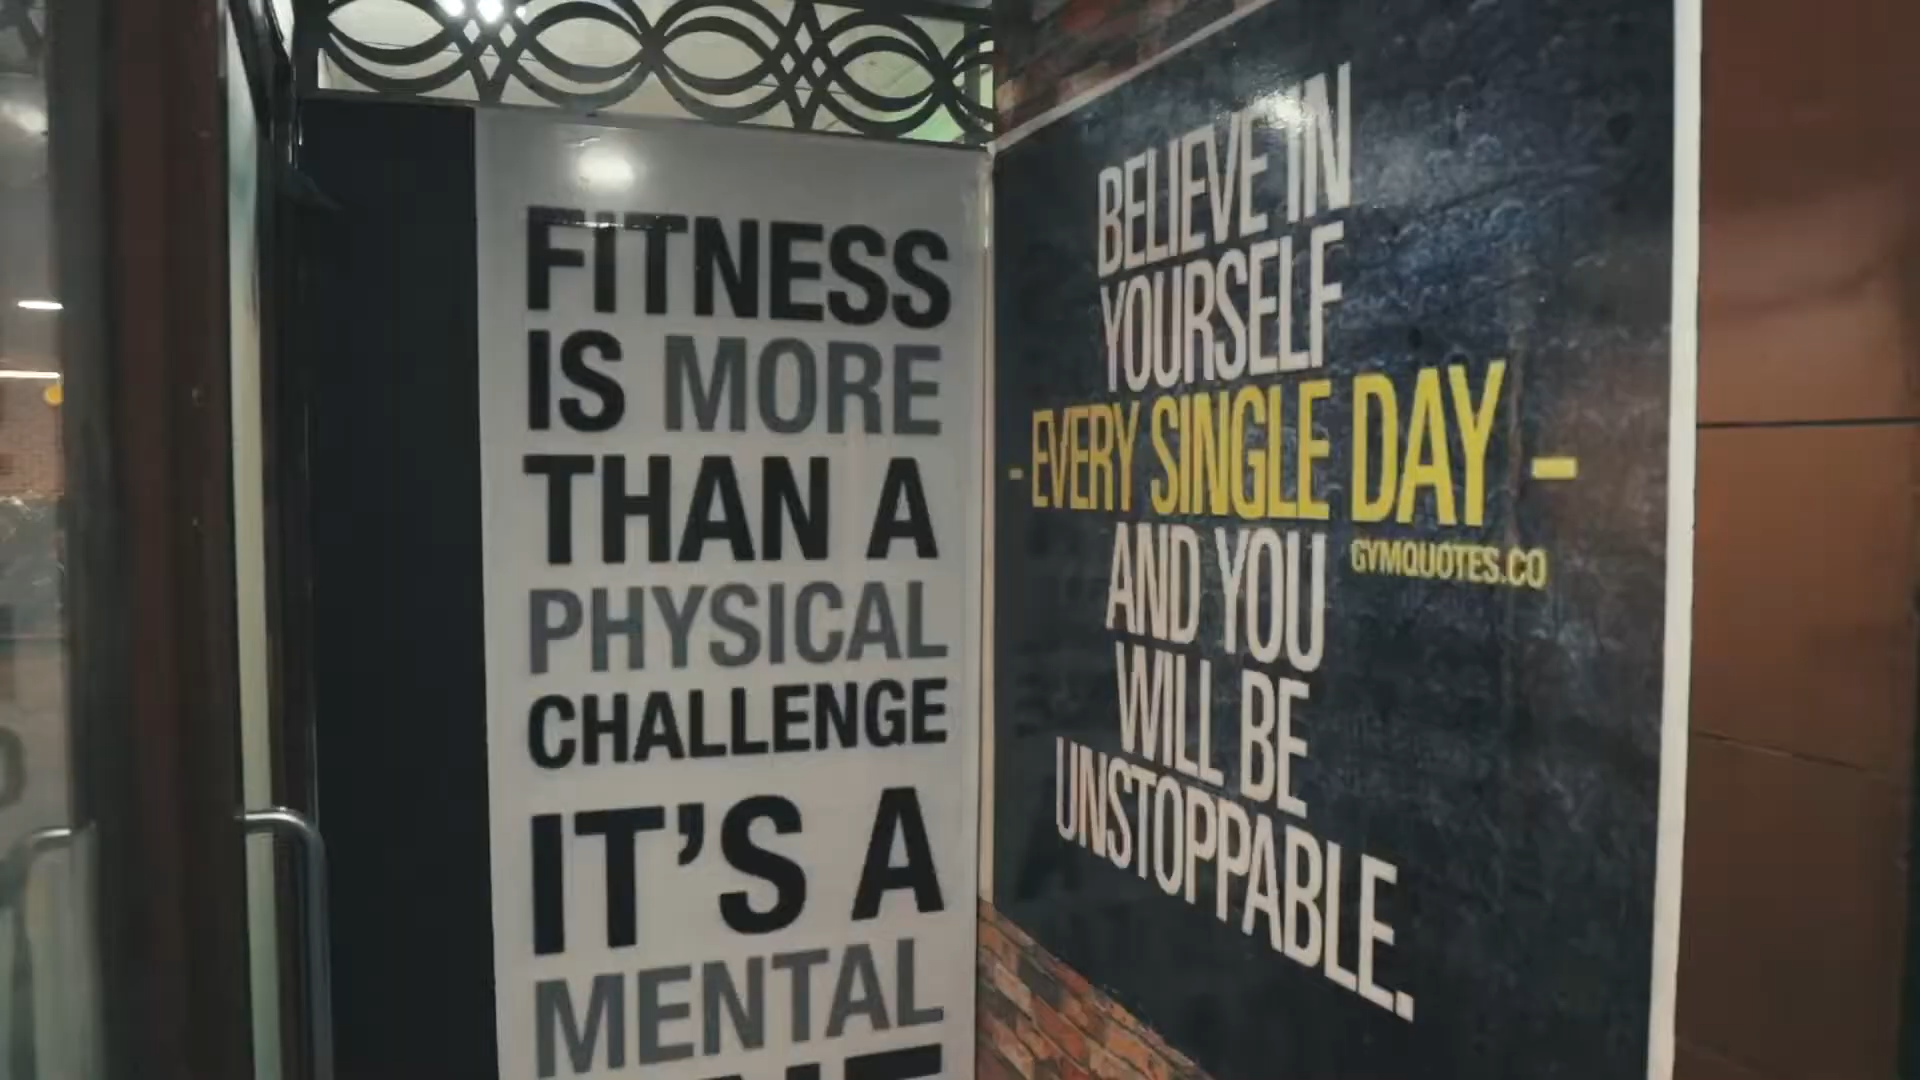 FITNESS
IS MORE
THAN A
PHYSICAL
CHALLENGE
IT'S A
MENTAL
BELIEVE IN
YOURSELF
- EVERY SINGLE DAY -
GYMQUOTES.CO
AND YOU
WILL BE
UNSTOPPABLE.